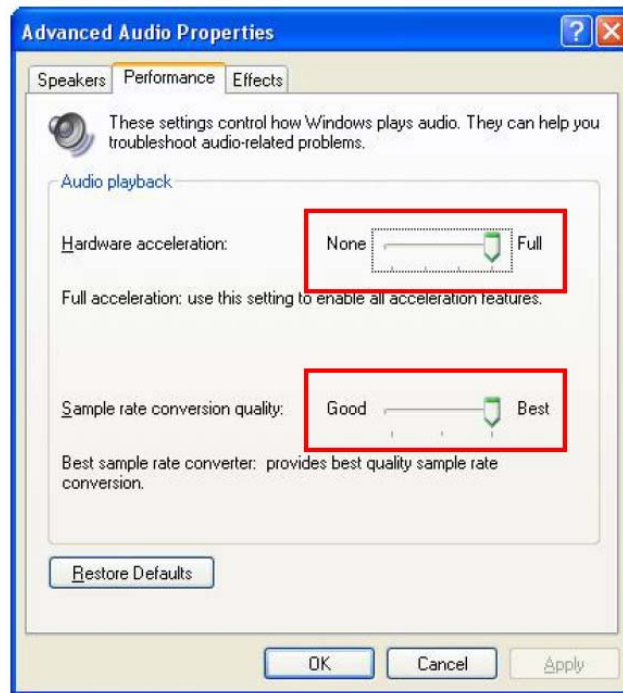 Advanced Audio Properties
Speakers Performance Effects
These settings control how Windows plays audio. They can help you
troubleshoot audio-related problems.
Audio playback
Hardware acceleration: None Full
Full acceleration: use this setting to enable all acceleration features.
Sample rate conversion quality: Good Best
Best sample rate converter: provides best quality sample rate
conversion.
Restore Defaults
OK Cancel Apply